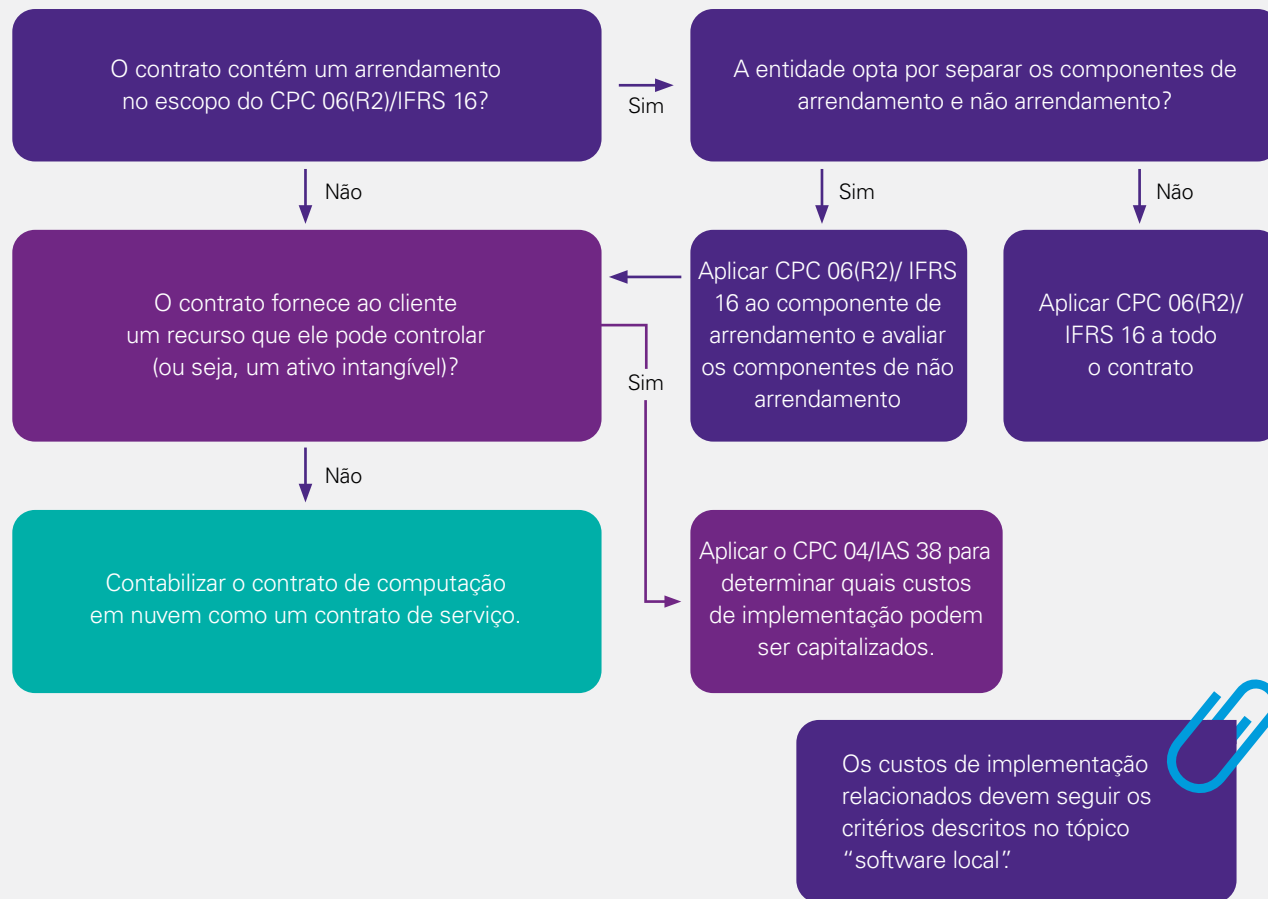 O contrato contém um arrendamento
no escopo do CPC 06(R2)/IFRS 16?
Sim
A entidade opta por separar os componentes de
arrendamento e não arrendamento?
Não
Sim
Não
O contrato fornece ao cliente
um recurso que ele pode controlar
(ou seja, um ativo intangível)?
Sim
Aplicar CPC 06(R2)/ IFRS
16 ao componente de
arrendamento e avaliar
os componentes de não
arrendamento
Aplicar CPC 06(R2)/
IFRS 16 a todo
o contrato
Não
Contabilizar o contrato de computação
em nuvem como um contrato de serviço.
Aplicar o CPC 04/IAS 38 para
determinar quais custos
de implementação podem
ser capitalizados.
Os custos de implementação
relacionados devem seguir os
critérios descritos no tópico
“software local”.